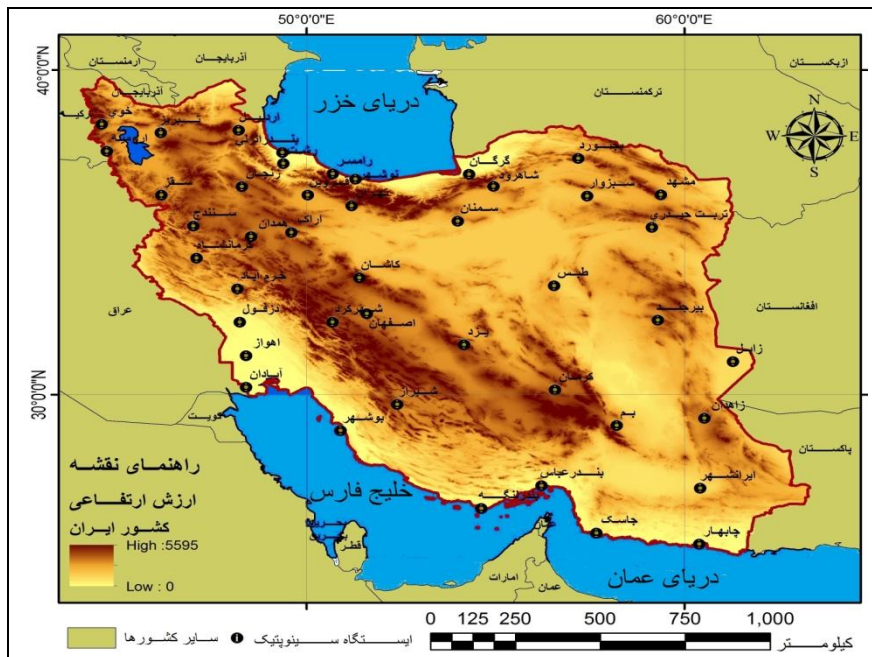 50°0'0"E 60°0'0"E
40°0'0"N
30°0'0"N
N
W E
S
ارمنستان
آذربایجان
آذربایجان
ازبکستان
ترکمنستان
دریای خزر
خوی
تبریز
اردبیل
ارومیه
بندرانزلی
رشت
رامسر
نوشهر
گرگان
بجنورد
شاهرود
سبزوار
مشهد
زنجان
قزوین
سقز
سمنان
تربت حیدری
سنندج
همدان
اراک
کرمانشاه
کاشان
خرم آباد
طبس
افغانستان
عراق
دزفول
شهرکرد
اصفهان
یزد
بیرجند
اهواز
زابل
آبادان
کرمان
شیراز
بم
زاهدان
کویت
بوشهر
پاکستان
بندرعباس
ایرانشهر
خلیج فارس
جاسک
چابهار
بحرین
قطر
عمان
امارات
عمان
دریای عمان
راهنمای نقشه
ارزش ارتفاعی
کشور ایران
High :5595
Low : 0
سایر کشورها
ایستگاه سینوپتیک
0 125 250 500 750 1,000
کیلومتر